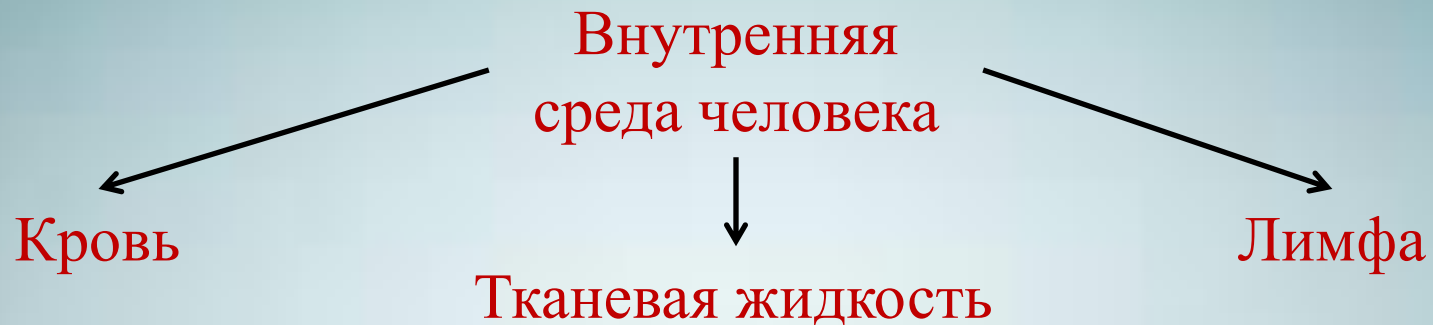 Внутренняя
среда человека
Кровь
Лимфа
Тканевая жидкость